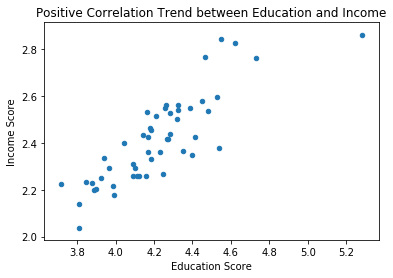 Positive Correlation Trend between Education and Income
Income Score
2.8
2.6
2.4
2.2
2.0
3.8 4.0 4.2 4.4 4.6 4.8 5.0 5.2
Education Score